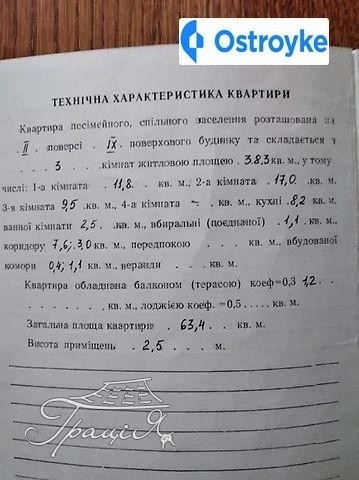 Ostroyke
ТЕХНІЧНА ХАРАКТЕРИСТИКА КВАРТИРИ
Квартира посімейного, спільного заселення розташована на
. II . поверсі . IX . поверхового будинку та складається з
. . . 3 . . . .кімнат житловою площею . 38,3 кв. м., у тому
числі: 1-а кімната . 11,8 . . кв. м., 2-а кімната . 17,0 . .кв. м.
3-я кімната 9,5 .кв. м., 4-а кімната . – . кв. м., кухні . 8,2 кв. м.
ванної кімнати 2,5 . .кв. м., вбиральні (поєднаної) . 1,1 . кв. м.,
коридору 7,6; 3,0 кв. м., передпокою . . . кв. м., вбудованої
комори 0,4; 1,1 кв. м., веранди . . . кв. м.
Квартира обладнана балконом (терасою) коеф=0,3 1,2 . .
. . . . . . . . кв. м., лоджією коеф. =0,5 . . . . . кв. м.
Загальна площа квартири . 63,4 . . кв. м.
Висота приміщень . 2,5 . . . м.
Грація